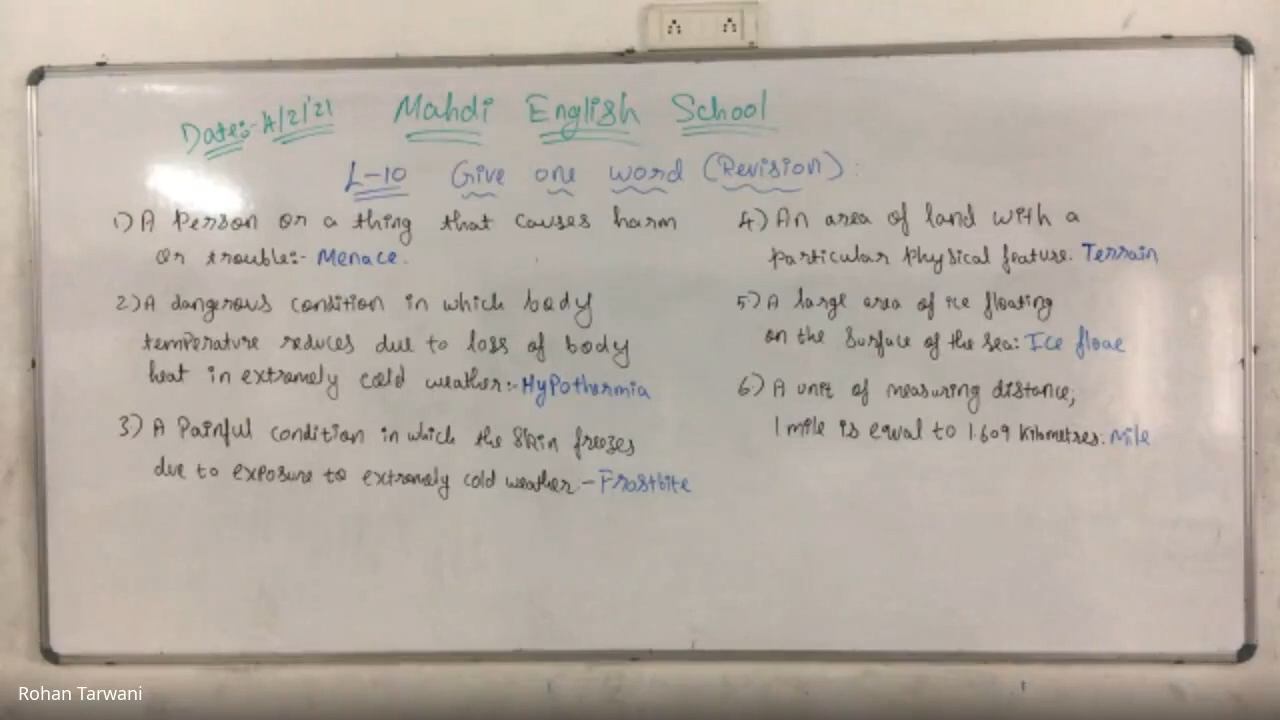 Date:- 4/2/21 Mahdi English School
L-10 Give one word (Revision):
1) A Person or a thing that causes harm
or trouble:- Menace.
2) A dangerous condition in which body
temperature reduces due to loss of body
heat in extremely cold weather:- Hypothermia
3) A Painful condition in which the skin freezes
due to exposure to extremely cold weather:- Frostbite
4) An area of land with a
particular physical feature. Terrain
5) A large area of ice floating
on the surface of the sea: Ice floae
6) A unit of measuring distance;
1 mile is equal to 1.609 Kilometres. Mile
Rohan Tarwani